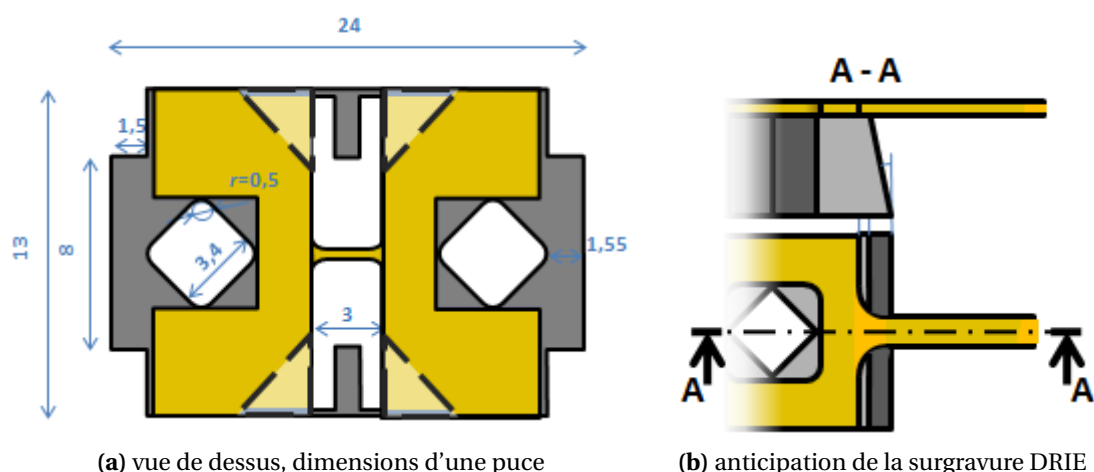 24
A - A
1,5
r=0,5
13
8
3,4
1,55
3
A
A
(a) vue de dessus, dimensions d'une puce
(b) anticipation de la surgravure DRIE